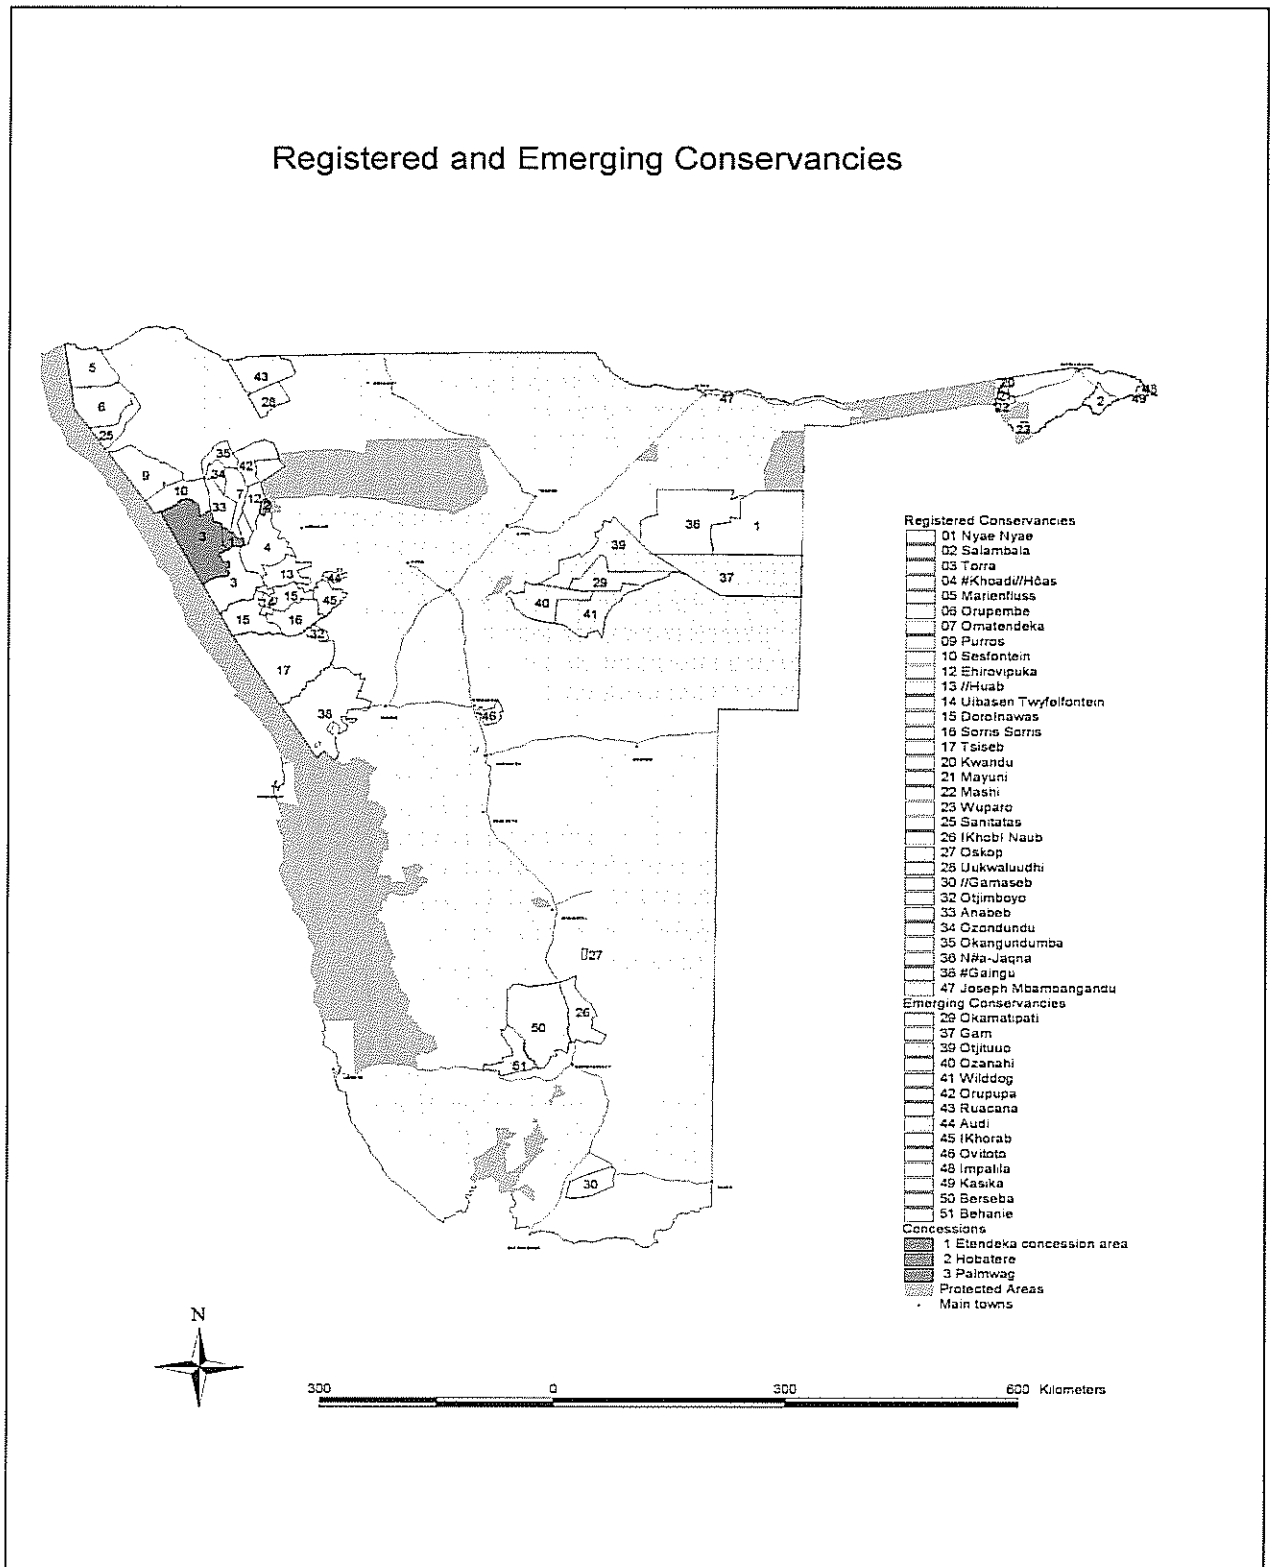 Registered and Emerging Conservancies
5
6
25
43
28
47
20
21
22
23
2
48
49
9
10
35
34
42
7
12
33
2
3
1
4
3
13
44
14
15
45
15
16
32
17
38
36
1
39
37
29
40
41
46
27
50
26
51
30
Registered Conservancies
01 Nyae Nyae
02 Salambala
03 Torra
04 #Khoadi//Hôas
05 Marienfluss
06 Orupembe
07 Omatendeka
09 Purros
10 Sesfontein
12 Ehirovipuka
13 //Huab
14 Uibasen Twyfelfontein
15 Doro!nawas
16 Sorris Sorris
17 Tsiseb
20 Kwandu
21 Mayuni
22 Mashi
23 Wuparo
25 Sanitatas
26 !Khob! Naub
27 Oskop
28 Uukwaluudhi
30 //Gamaseb
32 Otjimboyo
33 Anabeb
34 Ozondundu
35 Okangundumba
36 N#a-Jaqna
38 #Gaingu
47 Joseph Mbambangandu
Emerging Conservancies
29 Okamatipati
37 Gam
39 Otjituuo
40 Ozanahi
41 Wilddog
42 Orupupa
43 Ruacana
44 Audi
45 !Khorab
46 Ovitoto
48 Impalila
49 Kasika
50 Berseba
51 Behanie
Concessions
1 Etendeka concession area
2 Hobatere
3 Palmwag
Protected Areas
Main towns
N
300 0 300 600 Kilometers